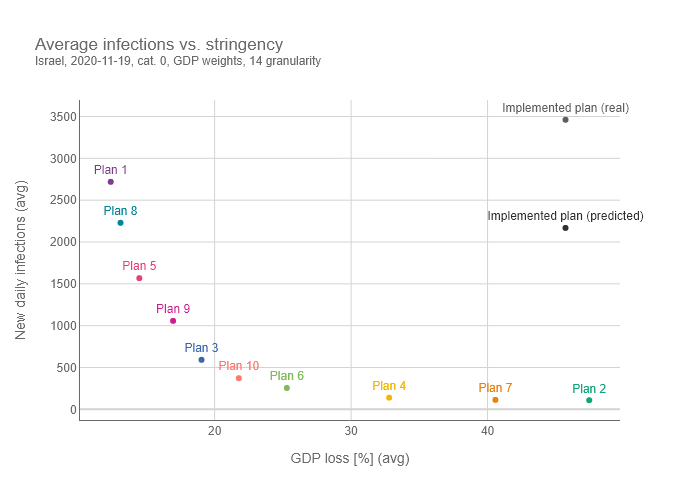 Average infections vs. stringency
Israel, 2020-11-19, cat. 0, GDP weights, 14 granularity
3500
3000
2500
2000
1500
1000
500
0
New daily infections (avg)
Implemented plan (real)
Plan 1
Plan 8
Implemented plan (predicted)
Plan 5
Plan 9
Plan 3
Plan 10
Plan 6
Plan 4
Plan 7
Plan 2
20
30
40
GDP loss [%] (avg)